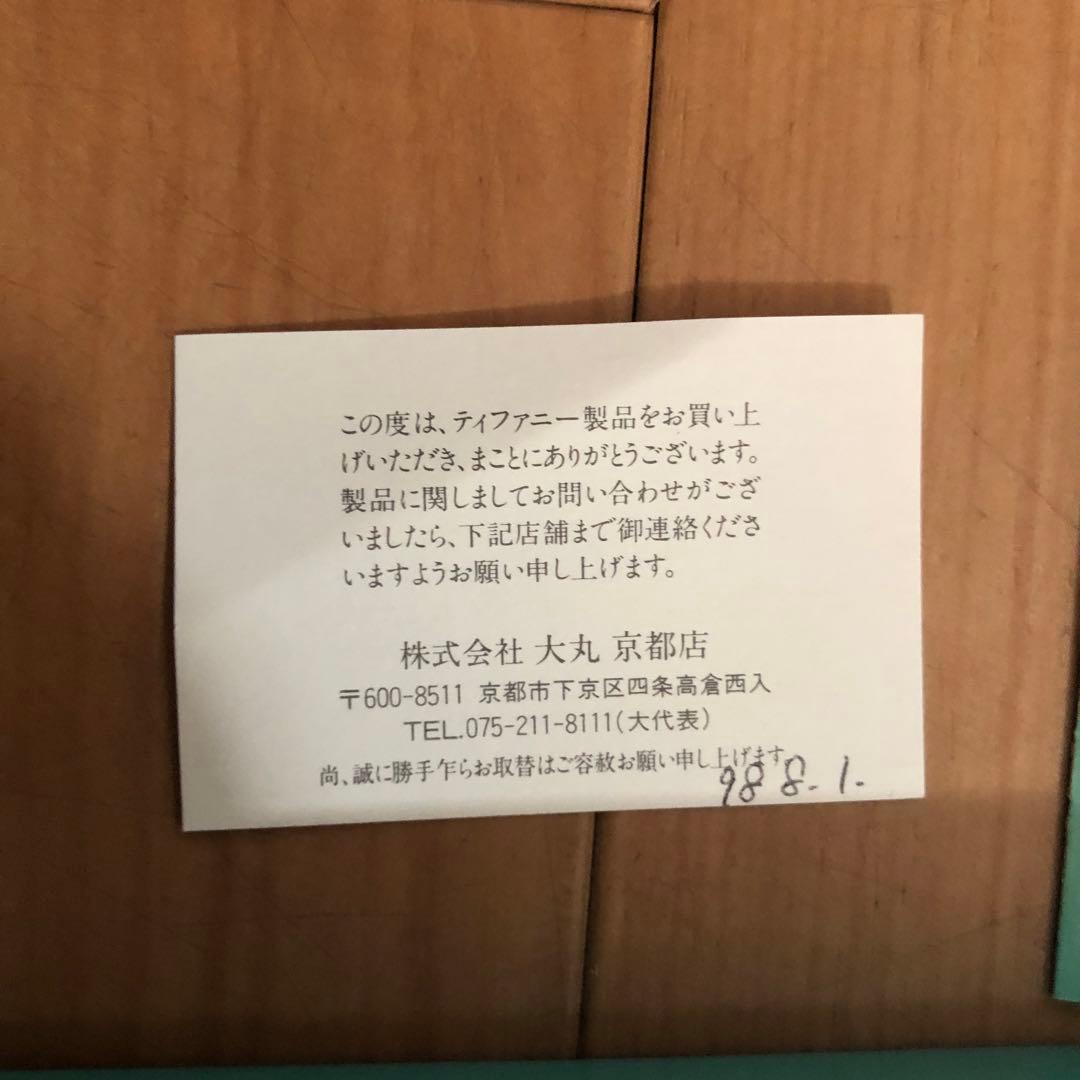 この度は、ティファニー製品をお買い上
げいただき、まことにありがとうございます。
製品に関しましてお問い合わせがござ
いましたら、下記店舗まで御連絡くださ
いますようお願い申し上げます。
株式会社 大丸 京都店
〒600-8511 京都市下京区四条高倉西入
TEL.075-211-8111(大代表)
尚、誠に勝手乍らお取替はご容赦お願い申し上げます
98 8. 1.